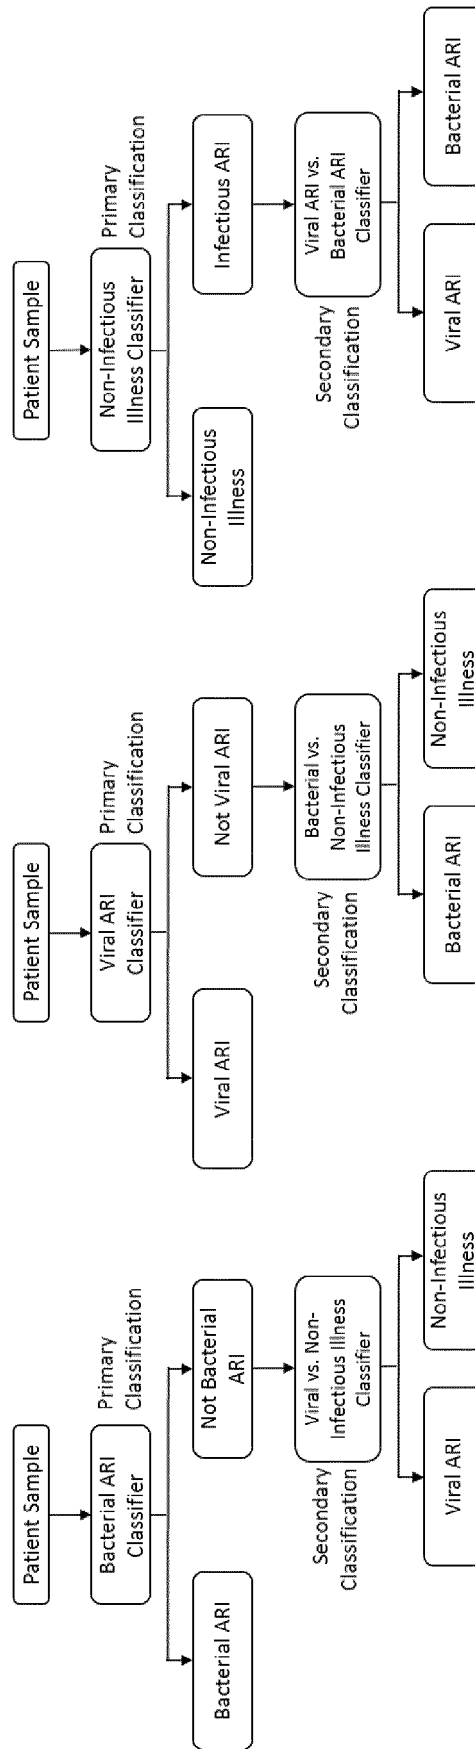 Patient Sample
Bacterial ARI
Classifier
Primary
Classification
Bacterial ARI
Not Bacterial
ARI
Secondary
Classification
Viral vs. Non-
Infectious Illness
Classifier
Viral ARI
Non-Infectious
Illness
Patient Sample
Viral ARI
Classifier
Primary
Classification
Viral ARI
Not Viral ARI
Secondary
Classification
Bacterial vs.
Non-Infectious
Illness Classifier
Bacterial ARI
Non-Infectious
Illness
Patient Sample
Non-Infectious
Illness Classifier
Primary
Classification
Non-Infectious
Illness
Infectious ARI
Secondary
Classification
Viral ARI vs.
Bacterial ARI
Classifier
Viral ARI
Bacterial ARI